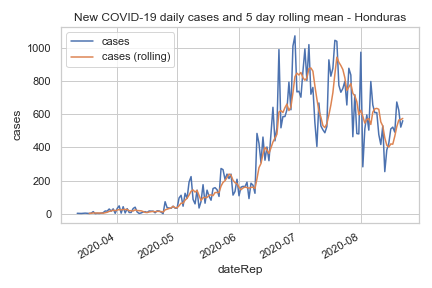 New COVID-19 daily cases and 5 day rolling mean - Honduras
cases
cases (rolling)
1000
800
600
400
200
0
cases
2020-04
2020-05
2020-06
2020-07
2020-08
dateRep